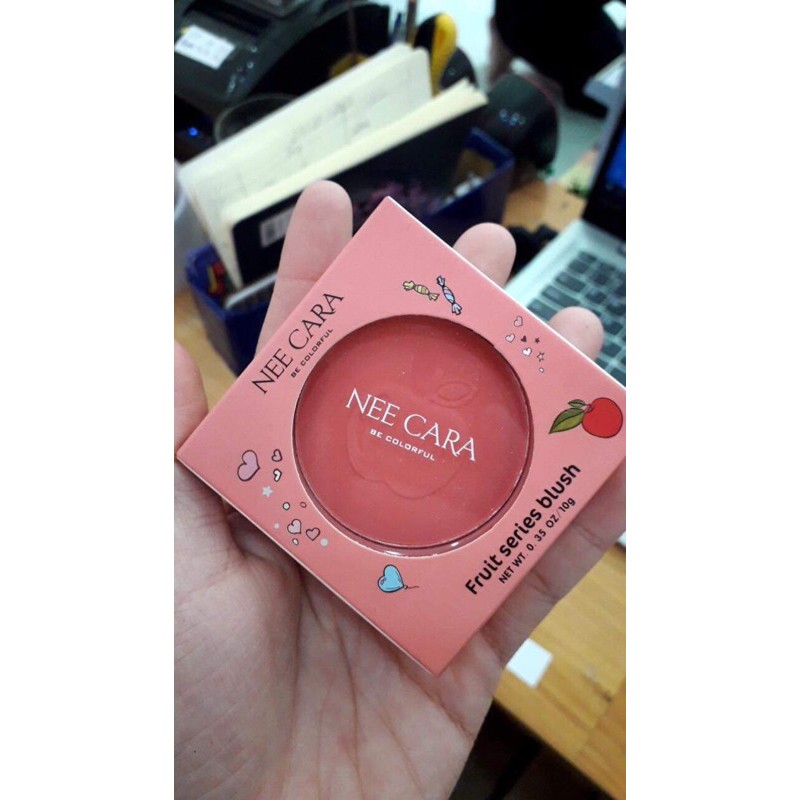 NEE CARA
BE COLORFUL
NEE CARA
BE COLORFUL
Fruit series blush
NET WT. 0. 35 OZ/10g